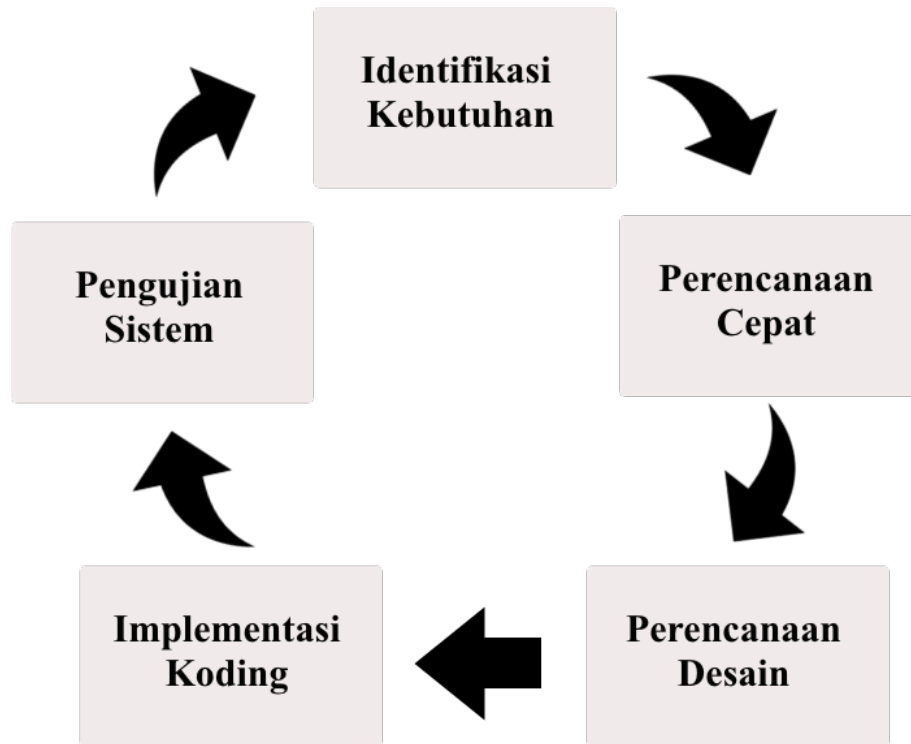 Identifikasi
Kebutuhan
Perencanaan
Cepat
Perencanaan
Desain
Implementasi
Koding
Pengujian
Sistem